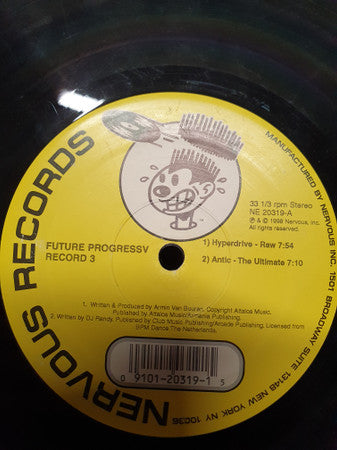 NERVOUS RECORDS
MANUFACTURED BY NERVOUS INC. 1501 BROADWAY SUITE 1314B NEW YORK NY 10036
33 1/3 rpm Stereo
NE 20319-A
℗ & © 1998 Nervous, Inc.
All rights reserved.
FUTURE PROGRESSV
RECORD 3
1) Hyperdrive - Raw 7:54
2) Antic - The Ultimate 7:10
1. Written & Produced by Armin Van Buuran, Copyright Attalos Music.
Published by Attalos Music/Armada Publishing.
2. Written by DJ Randy, Published by Club Music Publishing/Arcade Publishing, Licensed from
BPM Dance The Netherlands.
0 9101-20319-1 5